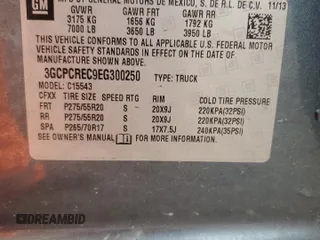 GM
MFD BY GENERAL MOTORS DE MEXICO, S. DE R.L. DE C.V. 11/13
GVWR GAWR FRT GAWR RR
3175 KG 1656 KG 1792 KG
7000 LB 3650 LB 3950 LB
THIS VEHICLE CONFORMS TO ALL APPLICABLE U.S. FEDERAL MOTOR
VEHICLE SAFETY AND THEFT PREVENTION STANDARDS IN EFFECT ON THE DATE OF
MANUFACTURE SHOWN ABOVE.
3GCPCREC9EG300250 TYPE: TRUCK
MODEL: C15543
CFXX TIRE SIZE SPEED RTG RIM COLD TIRE PRESSURE
FRT P275/55R20 S 20X9J 220KPA(32PSI)
RR P275/55R20 S 20X9J 220KPA(32PSI)
SPA P265/70R17 S 17X7.5J 240KPA(35PSI)
SEE OWNER'S MANUAL FOR MORE INFORMATION.
DREAMBID